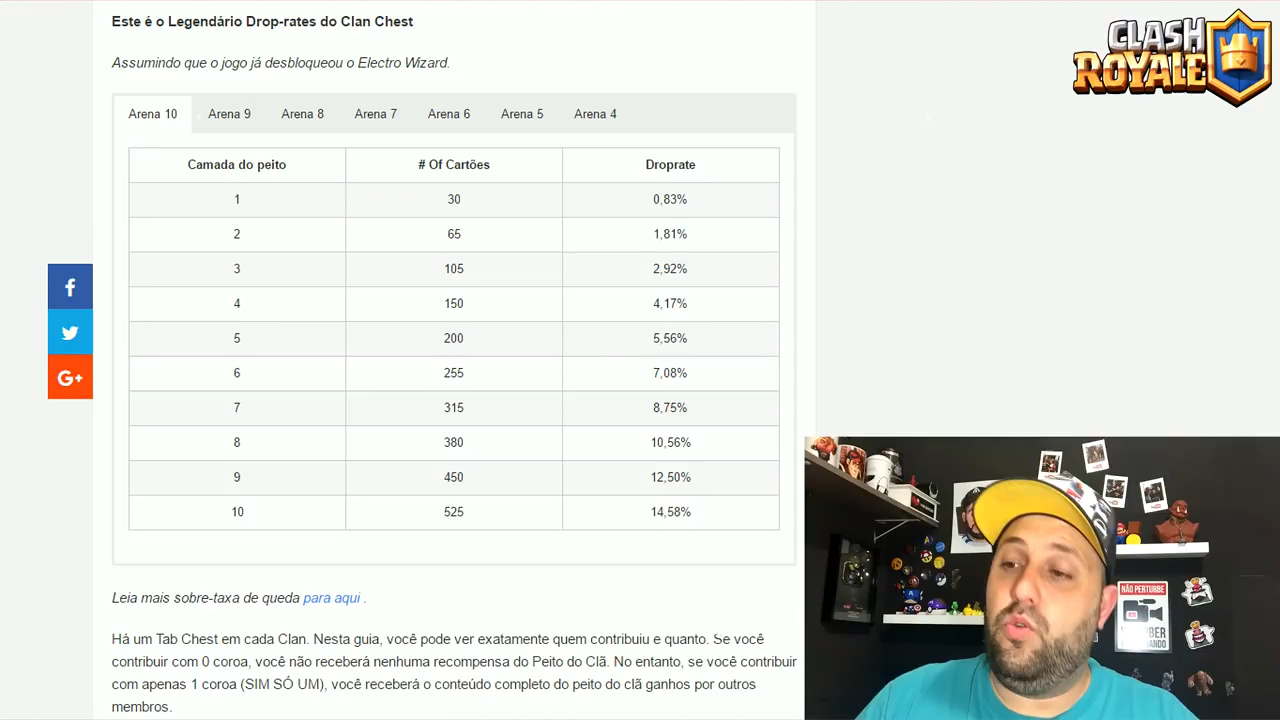 Este é o Legendário Drop-rates do Clan Chest
CLASH
ROYALE
Assumindo que o jogo já desbloqueou o Electro Wizard.
Arena 10 Arena 9 Arena 8 Arena 7 Arena 6 Arena 5 Arena 4
Camada do peito # Of Cartões Droprate
1 30 0,83%
2 65 1,81%
3 105 2,92%
4 150 4,17%
5 200 5,56%
6 255 7,08%
7 315 8,75%
8 380 10,56%
9 450 12,50%
10 525 14,58%
f
G+
Leia mais sobre-taxa de queda para aqui .
Há um Tab Chest em cada Clan. Nesta guia, você pode ver exatamente quem contribuiu e quanto. Se você
contribuir com 0 coroa, você não receberá nenhuma recompensa do Peito do Clã. No entanto, se você contribuir
com apenas 1 coroa (SIM SÓ UM), você receberá o conteúdo completo do peito do clã ganhos por outros
membros.
NÃO PERTURBE